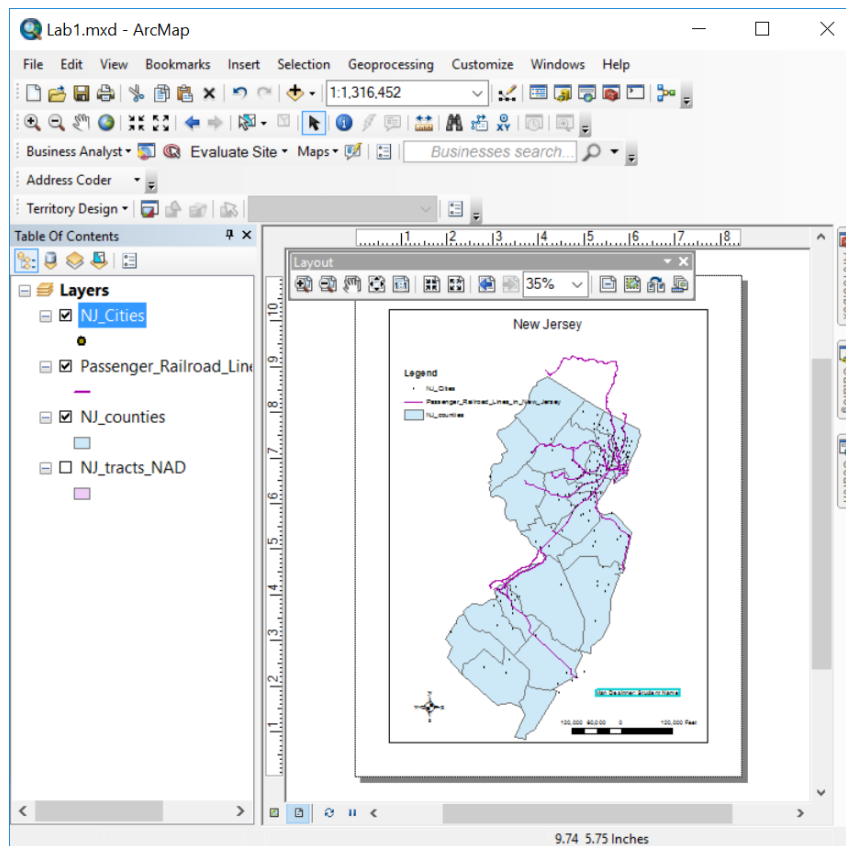 Lab1.mxd - ArcMap
File Edit View Bookmarks Insert Selection Geoprocessing Customize Windows Help
1:1,316,452
Business Analyst Evaluate Site Maps Businesses search...
Address Coder
Territory Design
Table Of Contents
Layers
NJ_Cities
Passenger_Railroad_Line
NJ_counties
NJ_tracts_NAD
1 2 3 4 5 6 7 8
Layout
35%
10
9
8
7
6
5
4
3
2
1
New Jersey
Legend
NJ_Cities
Passenger_Railroad_Lines_in_New_Jersey
NJ_counties
Student Name
120,000 60,000 0 120,000 Feet
9.74 5.75 Inches